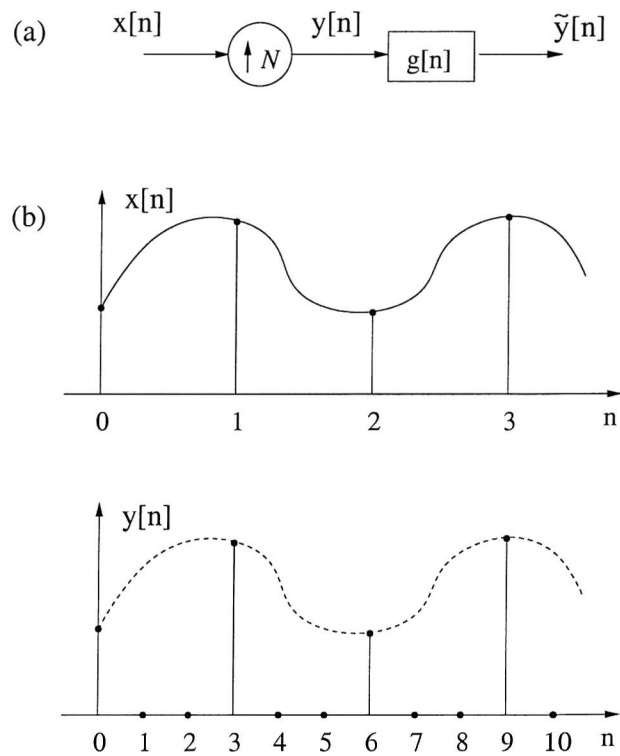 (a) x[n] ↑ N y[n] g[n] ỹ[n]
(b) x[n]
0 1 2 3 n
y[n]
0 1 2 3 4 5 6 7 8 9 10 n